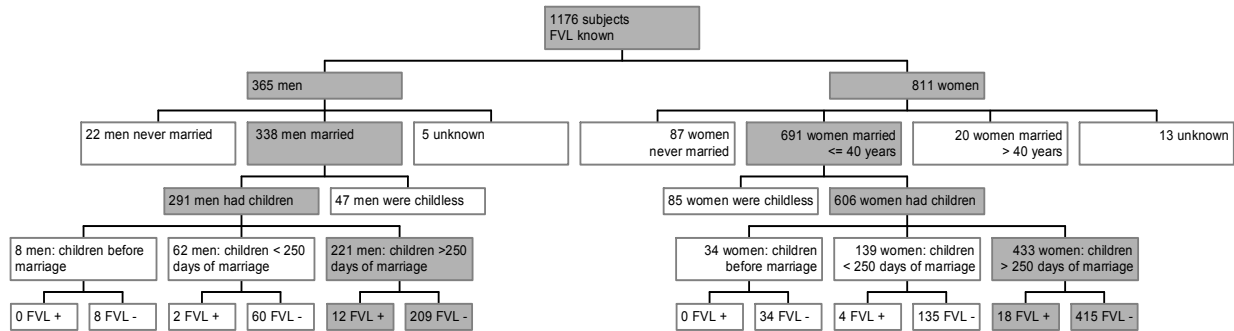 1176 subjects
FVL known
365 men
811 women
22 men never married
338 men married
5 unknown
87 women
never married
691 women married
<= 40 years
20 women married
> 40 years
13 unknown
291 men had children
47 men were childless
85 women were childless
606 women had children
8 men: children before
marriage
62 men: children < 250
days of marriage
221 men: children >250
days of marriage
34 women: children
before marriage
139 women: children
< 250 days of marriage
433 women: children
> 250 days of marriage
0 FVL +
8 FVL -
2 FVL +
60 FVL -
12 FVL +
209 FVL -
0 FVL +
34 FVL -
4 FVL +
135 FVL -
18 FVL +
415 FVL -